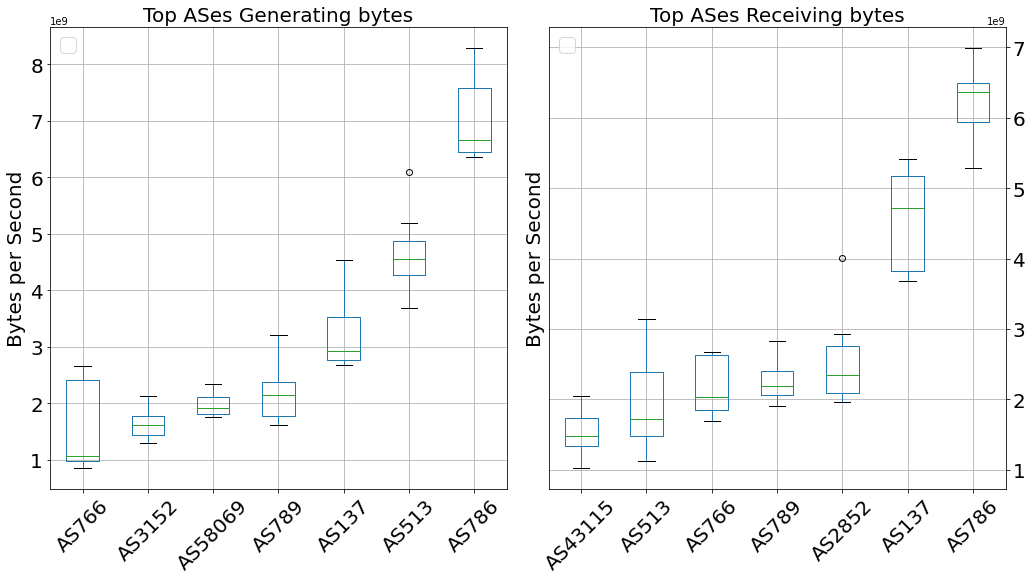 Top ASes Generating bytes
1e9
8
7
6
5
4
3
2
1
Bytes per Second
AS766
AS3152
AS58069
AS789
AS137
AS513
AS786
Top ASes Receiving bytes
1e9
7
6
5
4
3
2
1
Bytes per Second
AS43115
AS513
AS766
AS789
AS2852
AS137
AS786